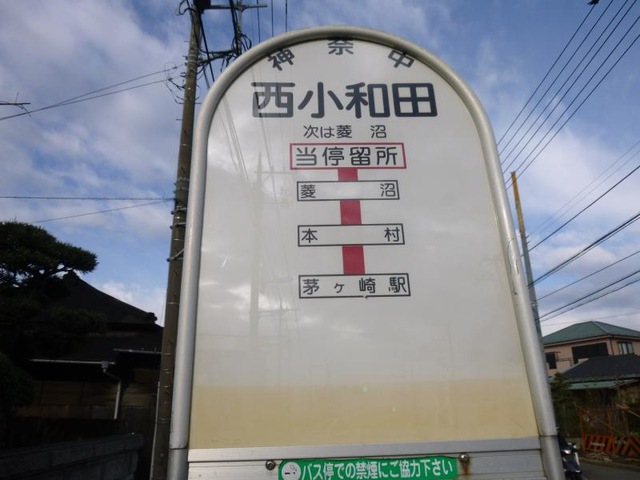 神奈中
西小和田
次は菱沼
当停留所
菱沼
本村
茅ヶ崎駅
バス停での禁煙にご協力下さい